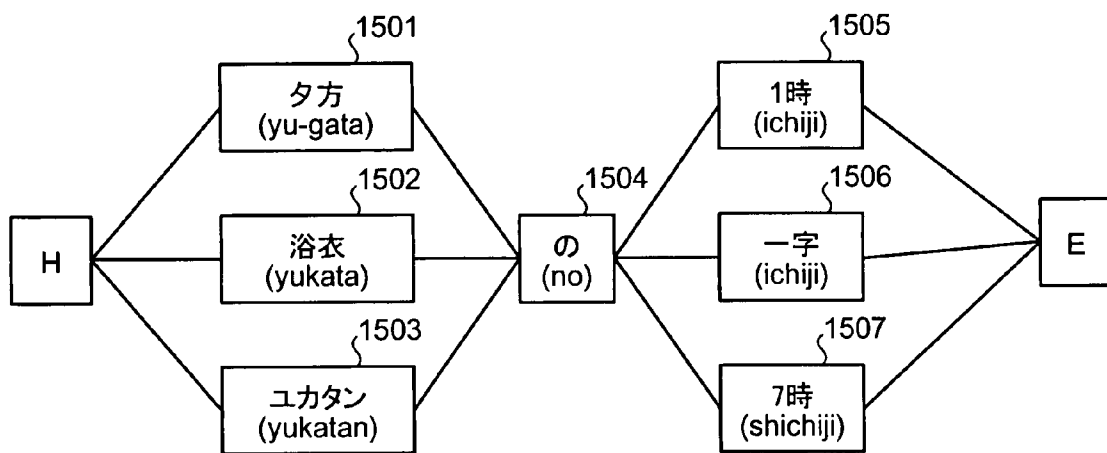 1501
夕方
(yu-gata)
1502
浴衣
(yukata)
1503
ユカタン
(yukatan)
H
1504
の
(no)
1505
1時
(ichiji)
1506
一字
(ichiji)
1507
7時
(shichiji)
E